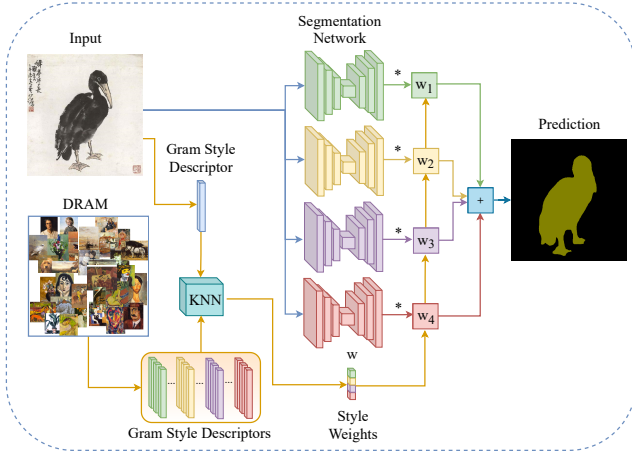 Input
Segmentation
Network
*
w1
Gram Style
Descriptor
*
w2
Prediction
+
DRAM
*
w3
KNN
*
w4
... ... ...
w
Gram Style Descriptors
Style
Weights